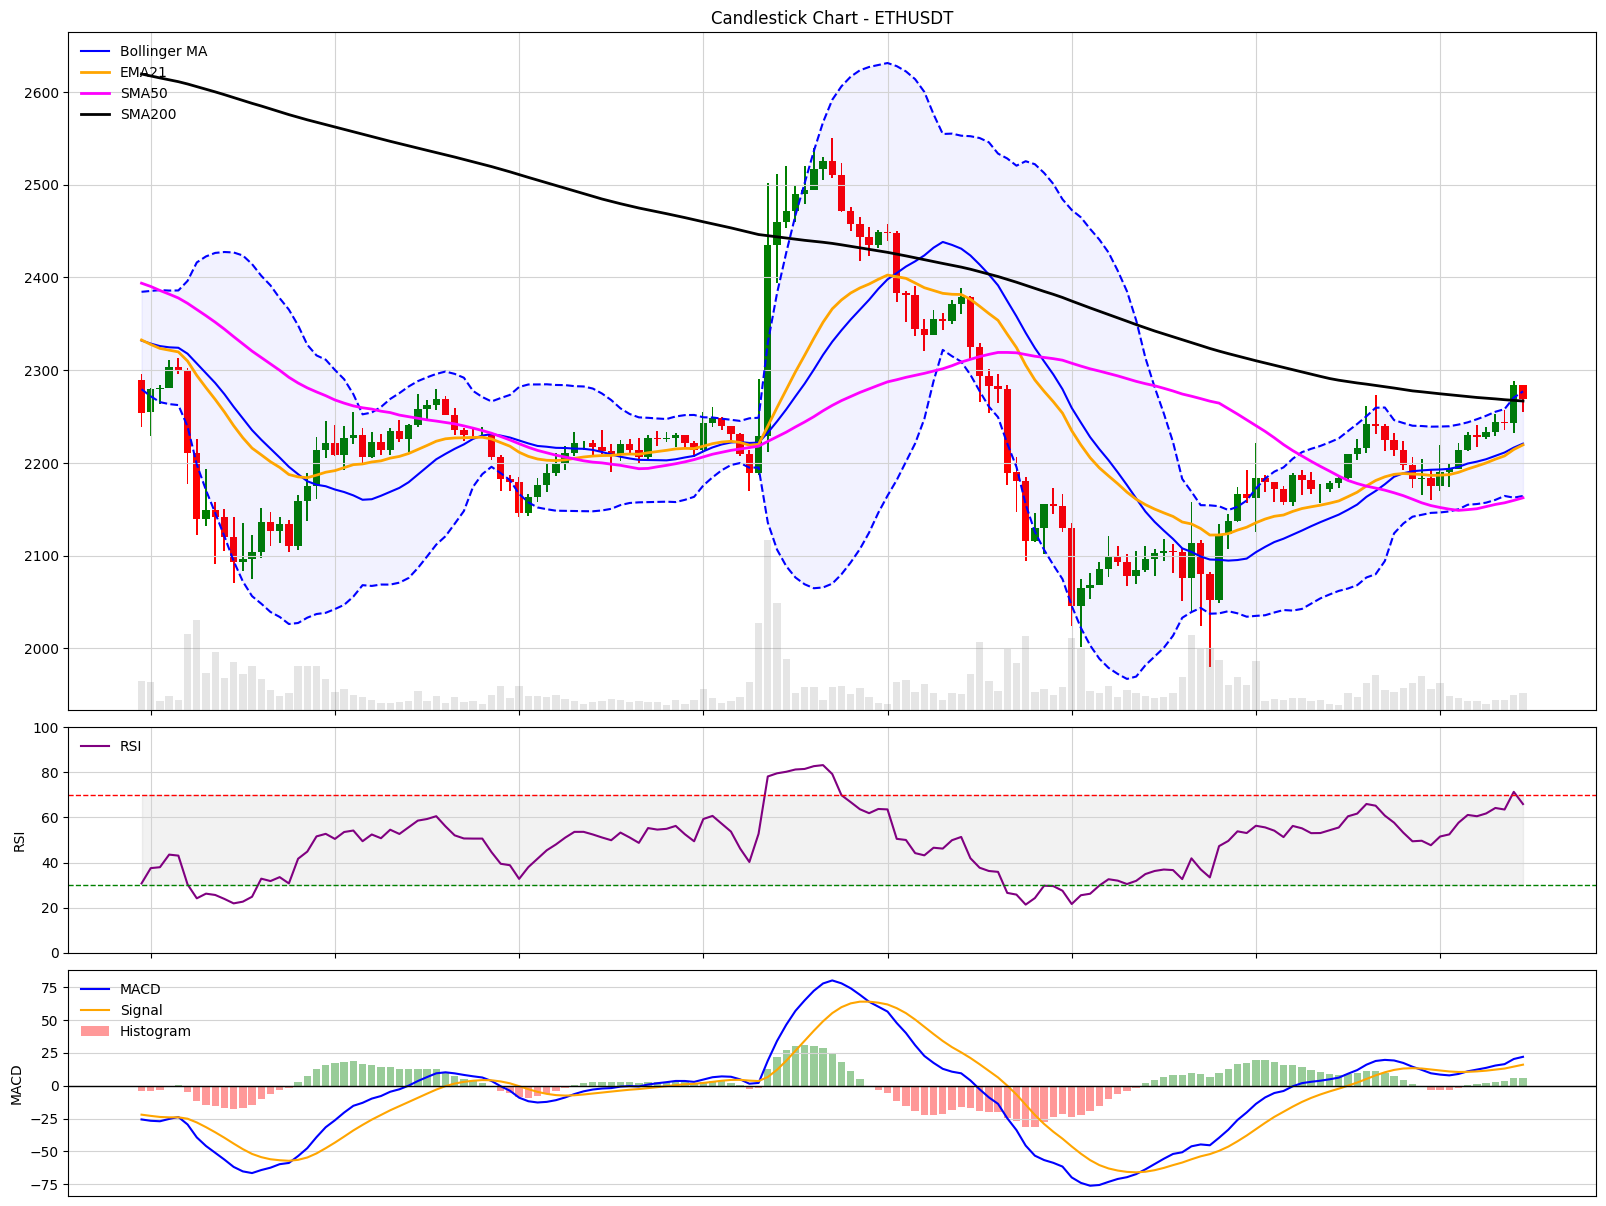 Candlestick Chart - ETHUSDT
Bollinger MA
EMA21
SMA50
SMA200
2600
2500
2400
2300
2200
2100
2000
RSI
100
80
60
40
20
0
RSI
MACD
Signal
Histogram
75
50
25
0
−25
−50
−75
MACD